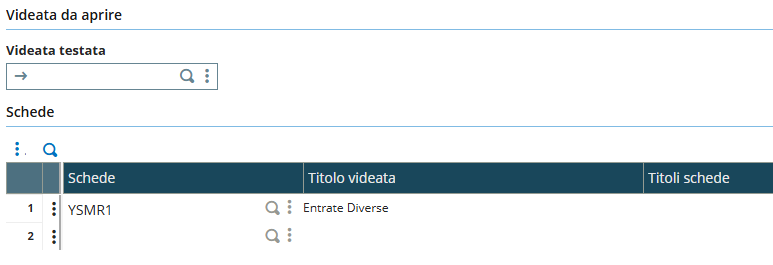 Videata da aprire
Videata testata
Schede
Schede Titolo videata Titoli schede
1 YSMR1 Entrate Diverse
2